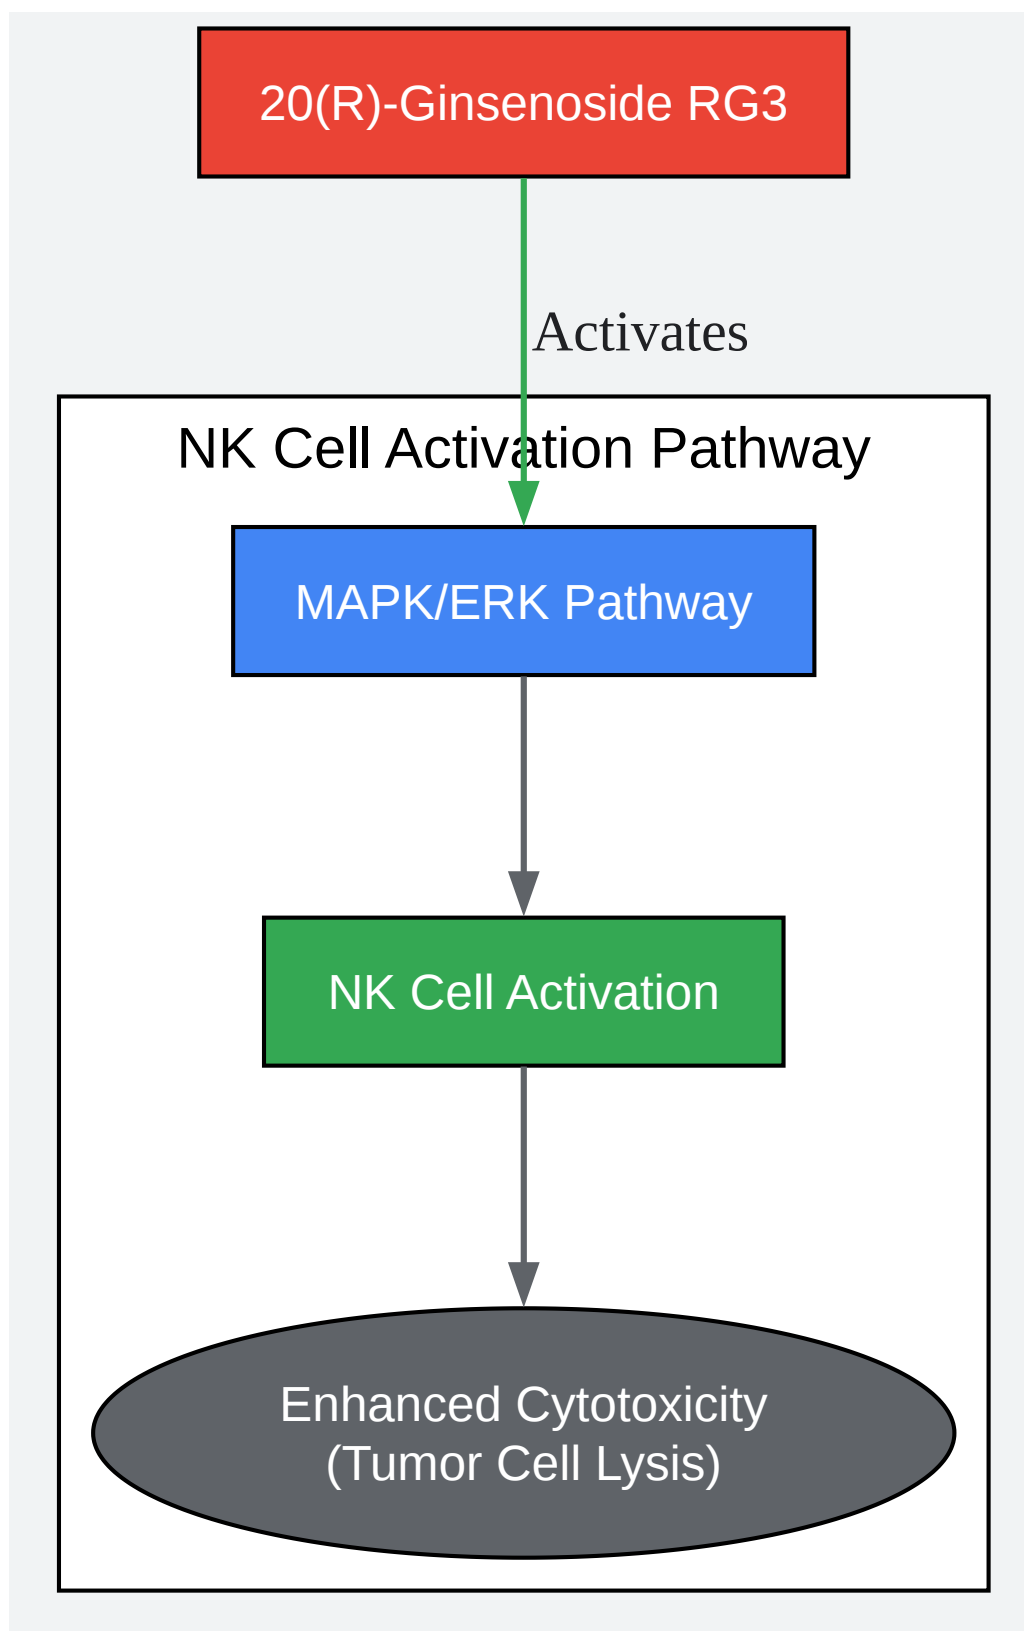 20(R)-Ginsenoside RG3
Activates
NK Cell Activation Pathway
MAPK/ERK Pathway
NK Cell Activation
Enhanced Cytotoxicity
(Tumor Cell Lysis)